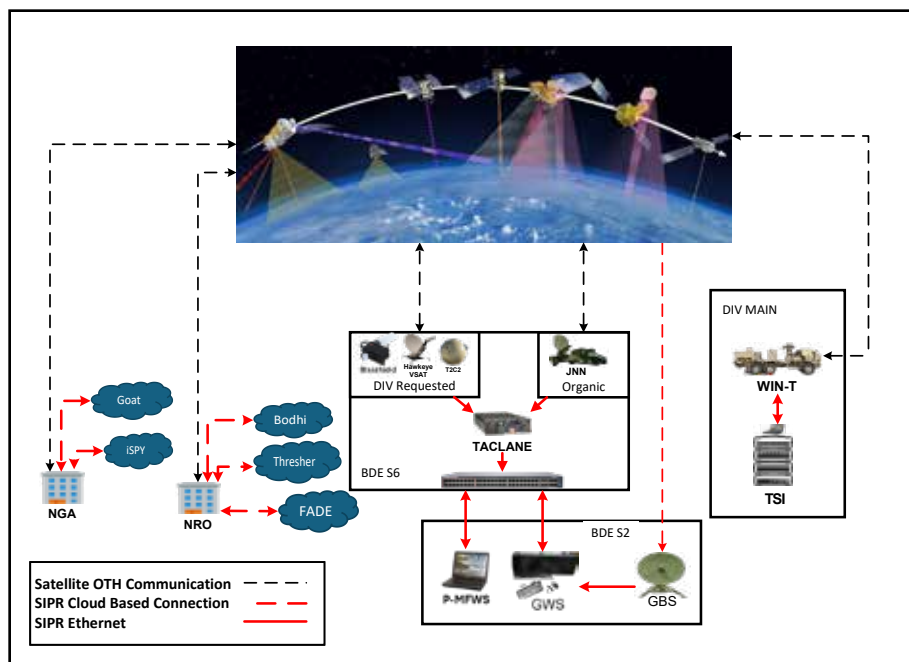 DIV MAIN
Hawkeye
VSAT
T2C2
JNN
DIV Requested
Organic
WIN-T
Goat
Bodhi
TACLANE
iSPY
Thresher
BDE S6
TSI
NGA
NRO
FADE
BDE S2
P-MFWS
GWS
GBS
Satellite OTH Communication
SIPR Cloud Based Connection
SIPR Ethernet